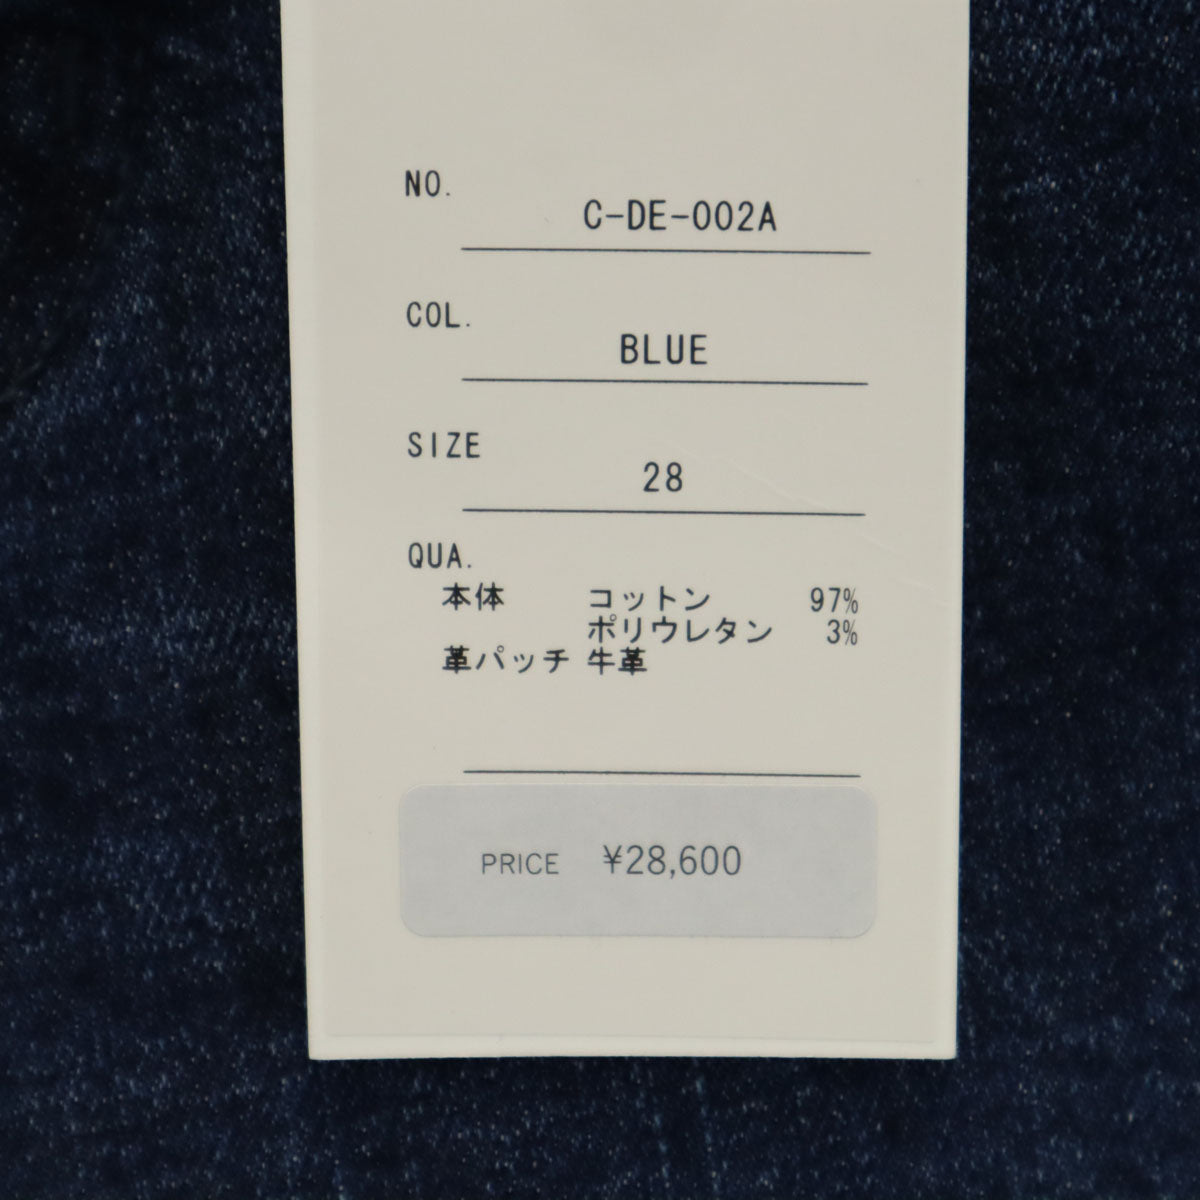 NO.
C-DE-002A
COL.
BLUE
SIZE
28
QUA.
本体 コットン 97%
ポリウレタン 3%
革パッチ 牛革
PRICE ¥28,600